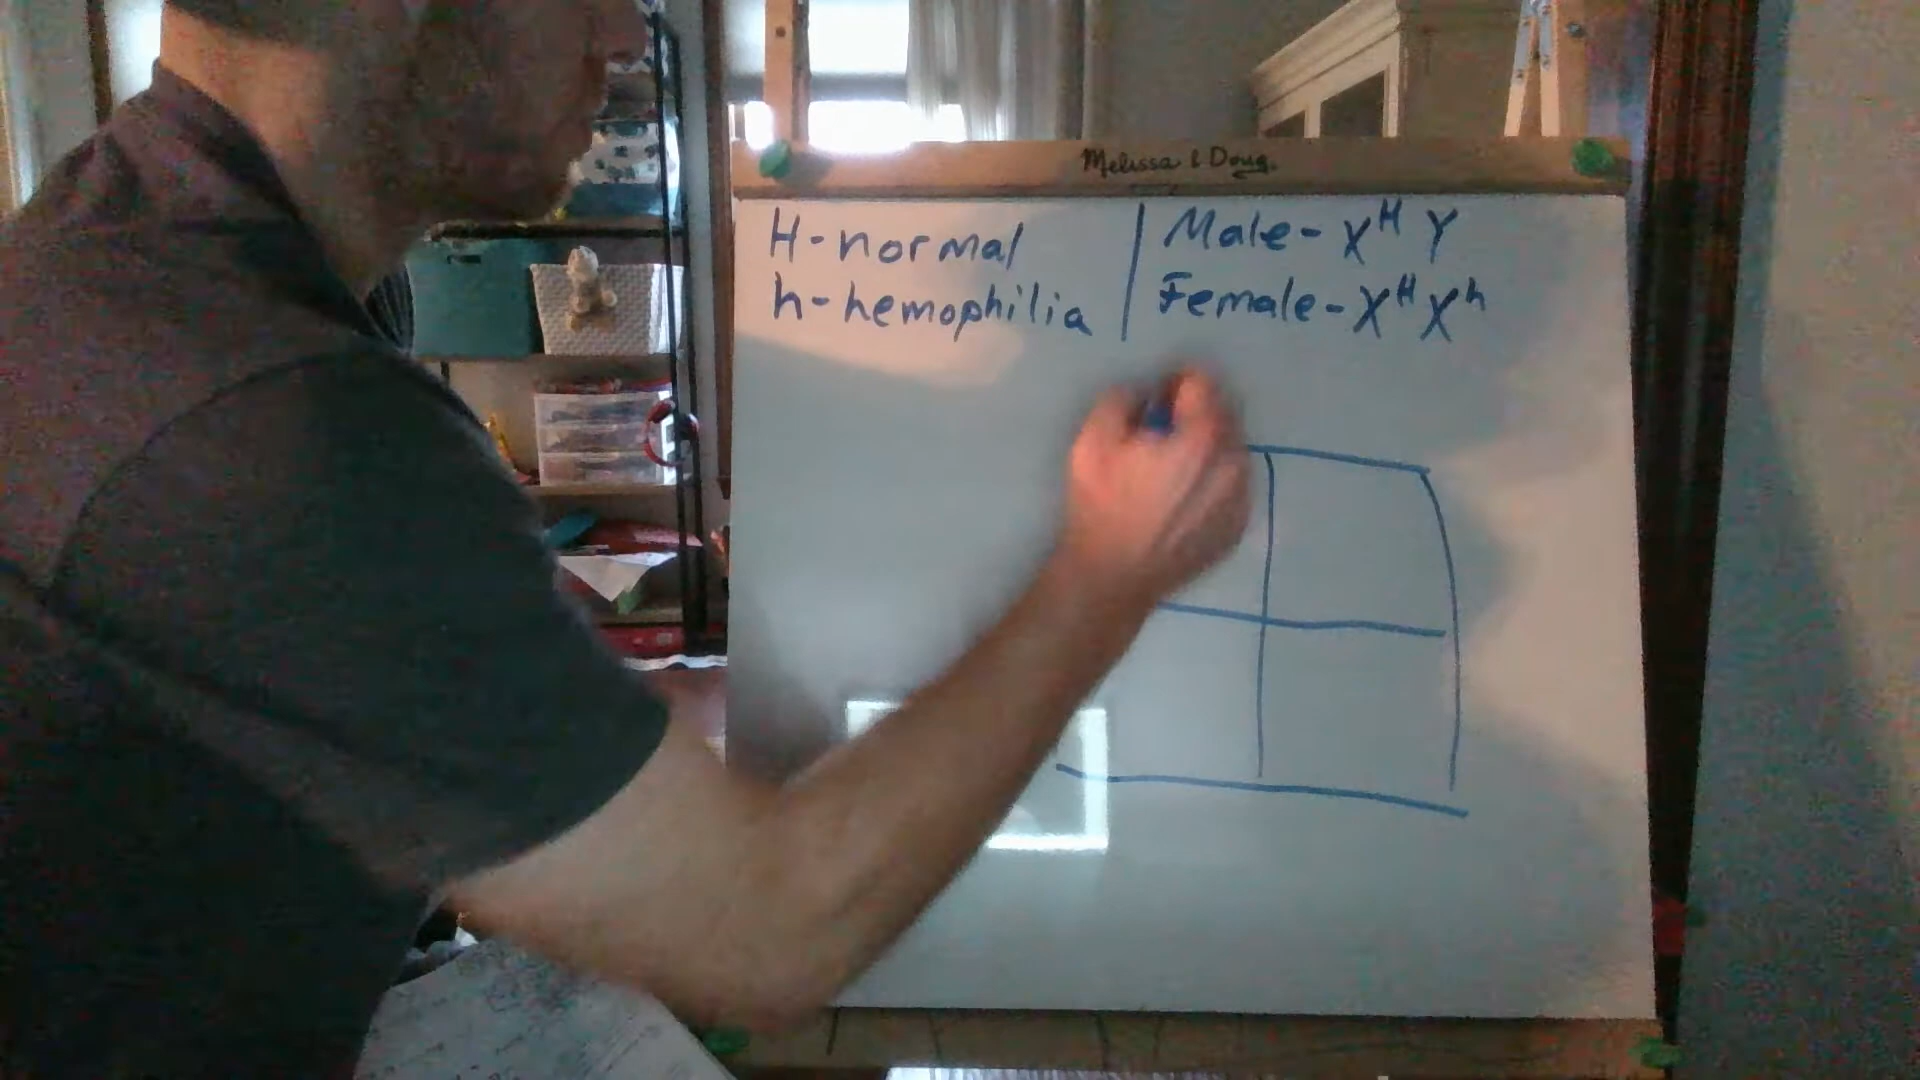 Melissa & Doug.
H-normal
h-hemophilia
Male- X^H Y
Female- X^H X^h